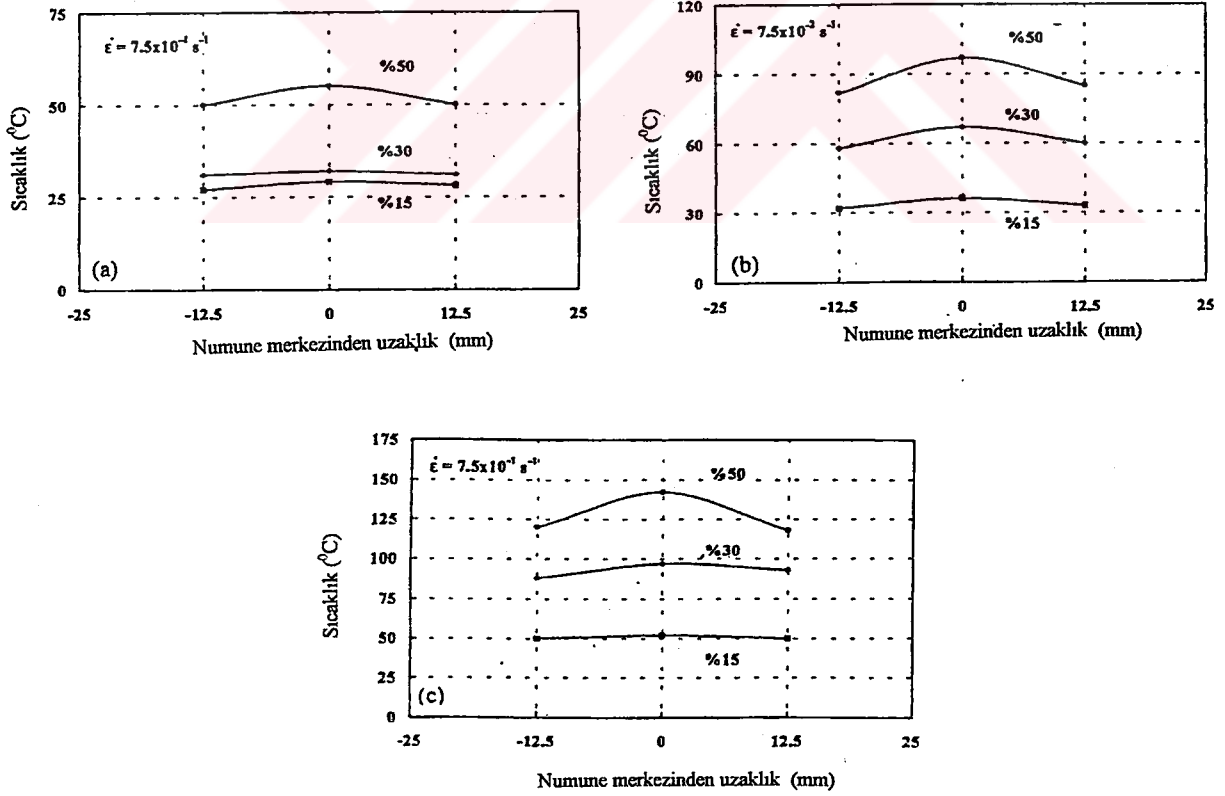 75
ε̇ = 7.5x10⁻⁴ s⁻¹
%50
50
%30
25
%15
(a)
0
-25 -12.5 0 12.5 25
Sıcaklık (⁰C)
Numune merkezinden uzaklık (mm)
120
ε̇ = 7.5x10⁻² s⁻¹
%50
90
%30
60
30
%15
(b)
0
-25 -12.5 0 12.5 25
Sıcaklık (⁰C)
Numune merkezinden uzaklık (mm)
175
ε̇ = 7.5x10⁻¹ s⁻¹
%50
150
125
%30
100
75
50
%15
25
(c)
0
-25 -12.5 0 12.5 25
Sıcaklık (⁰C)
Numune merkezinden uzaklık (mm)